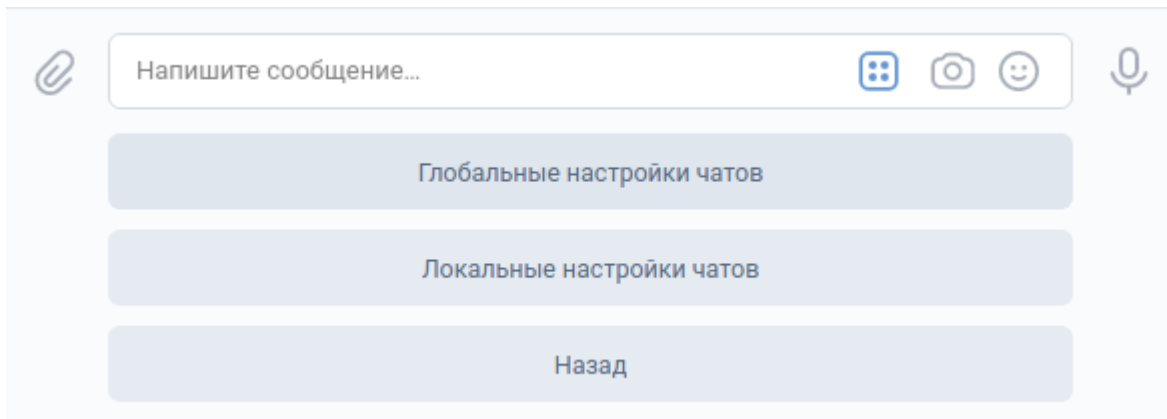 Напишите сообщение...
Глобальные настройки чатов
Локальные настройки чатов
Назад